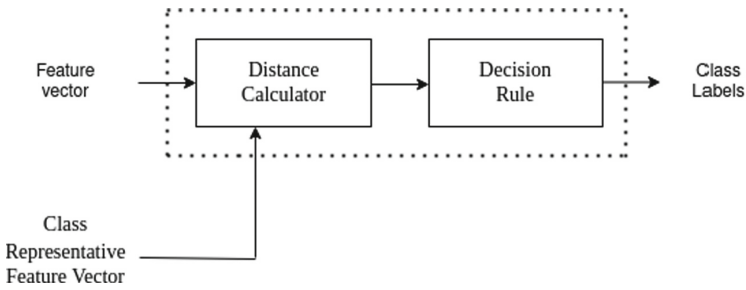 Feature
vector
Distance
Calculator
Decision
Rule
Class
Labels
Class
Representative
Feature Vector